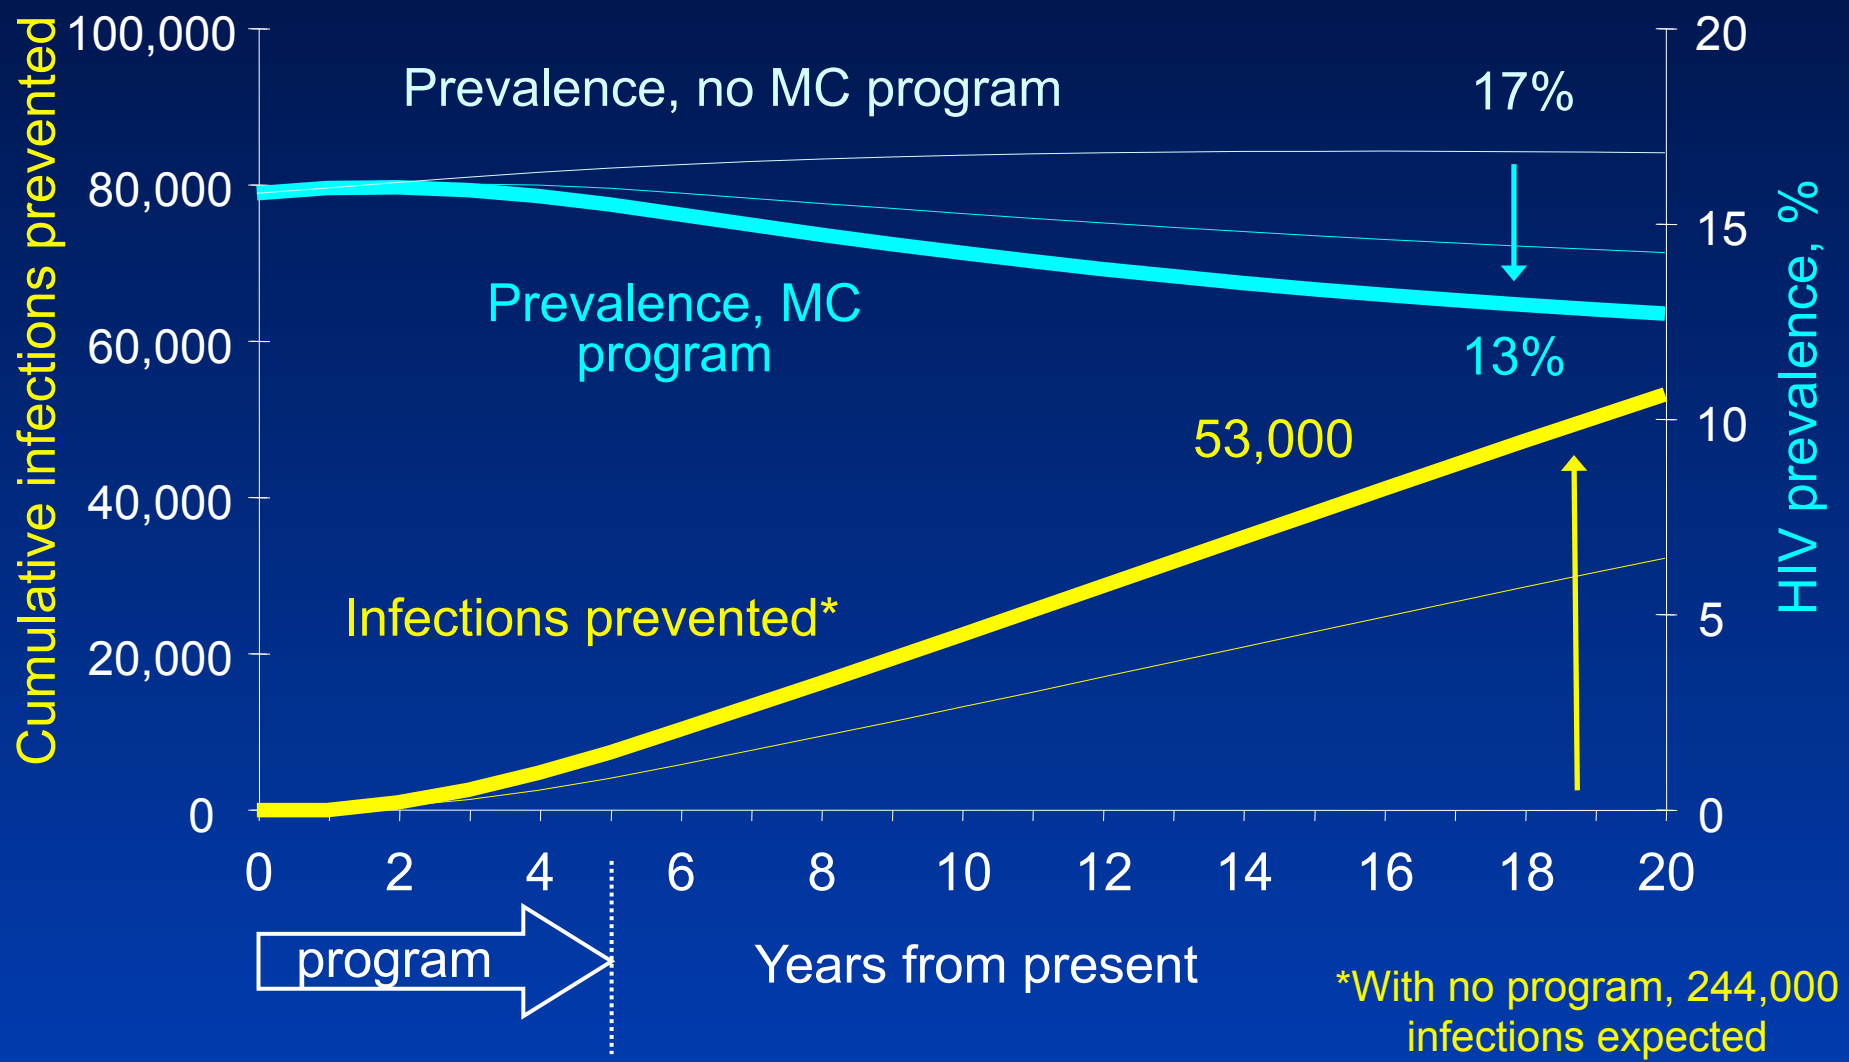 Cumulative infections prevented
100,000
80,000
60,000
40,000
20,000
0
Prevalence, no MC program
17%
Prevalence, MC
program
13%
53,000
Infections prevented*
20
15
10
5
0
HIV prevalence, %
0 2 4 6 8 10 12 14 16 18 20
program
Years from present
*With no program, 244,000
infections expected